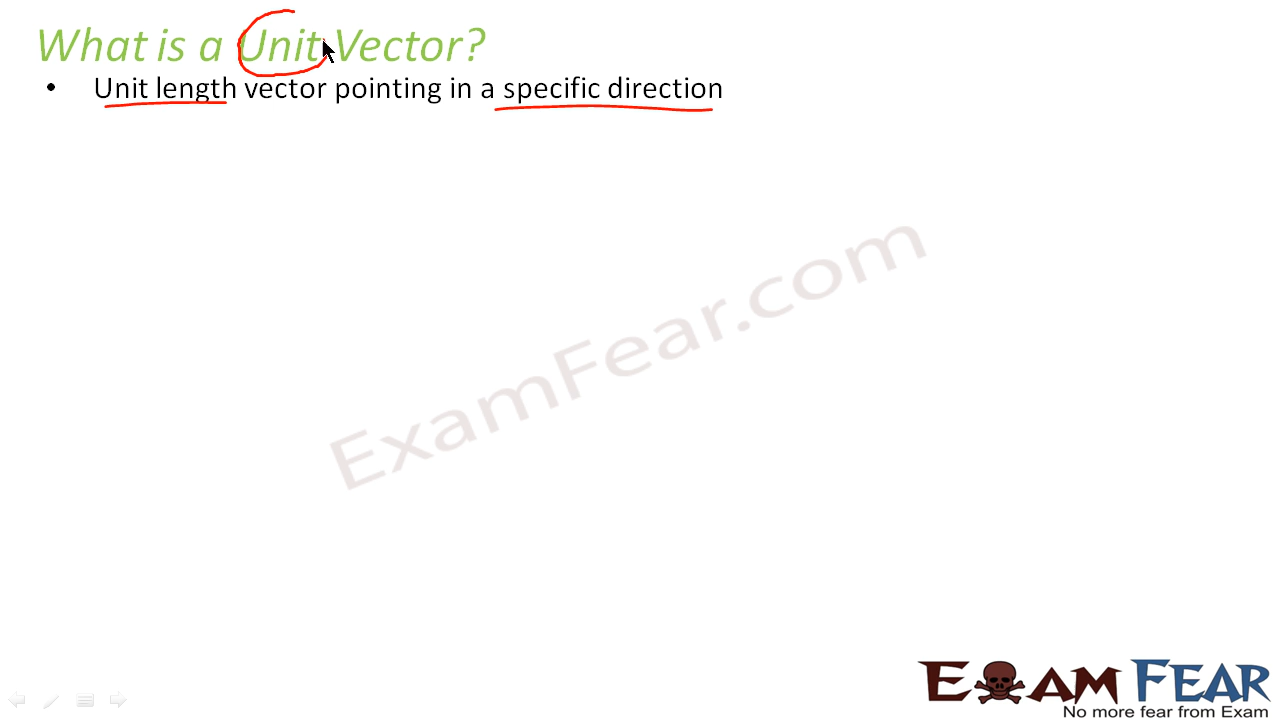 What is a Unit Vector?
• Unit length vector pointing in a specific direction
ExamFear.com
EXAM FEAR
No more fear from Exam